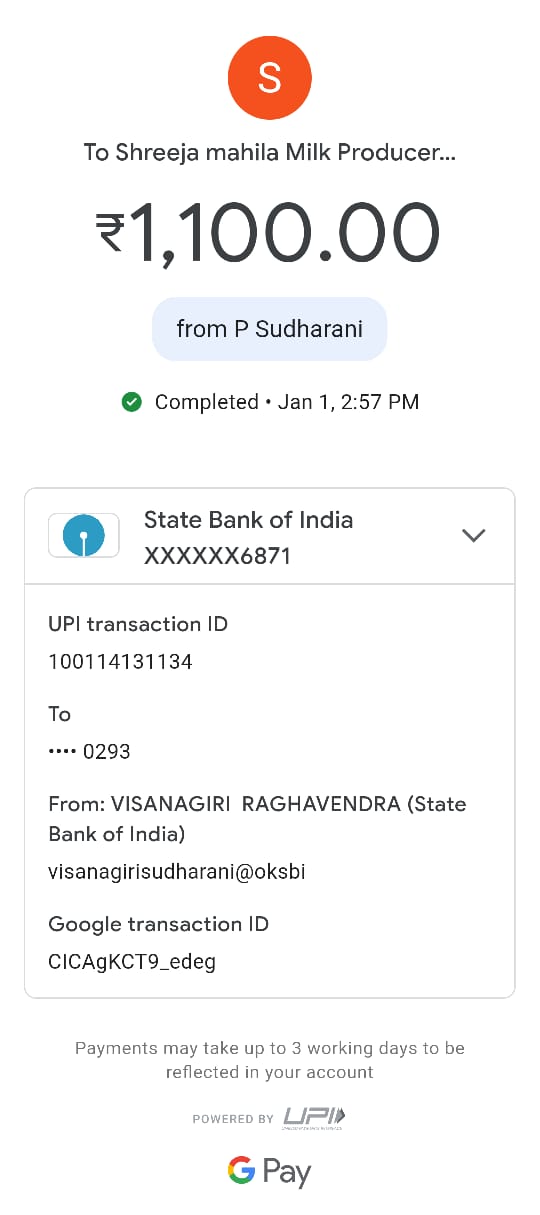 S
To Shreeja mahila Milk Producer...
₹1,100.00
from P Sudharani
Completed • Jan 1, 2:57 PM
State Bank of India
XXXXXX6871
UPI transaction ID
100114131134
To
•••• 0293
From: VISANAGIRI RAGHAVENDRA (State
Bank of India)
visanagirisudharani@oksbi
Google transaction ID
CICAgKCT9_edeg
Payments may take up to 3 working days to be
reflected in your account
POWERED BY UPI
G Pay